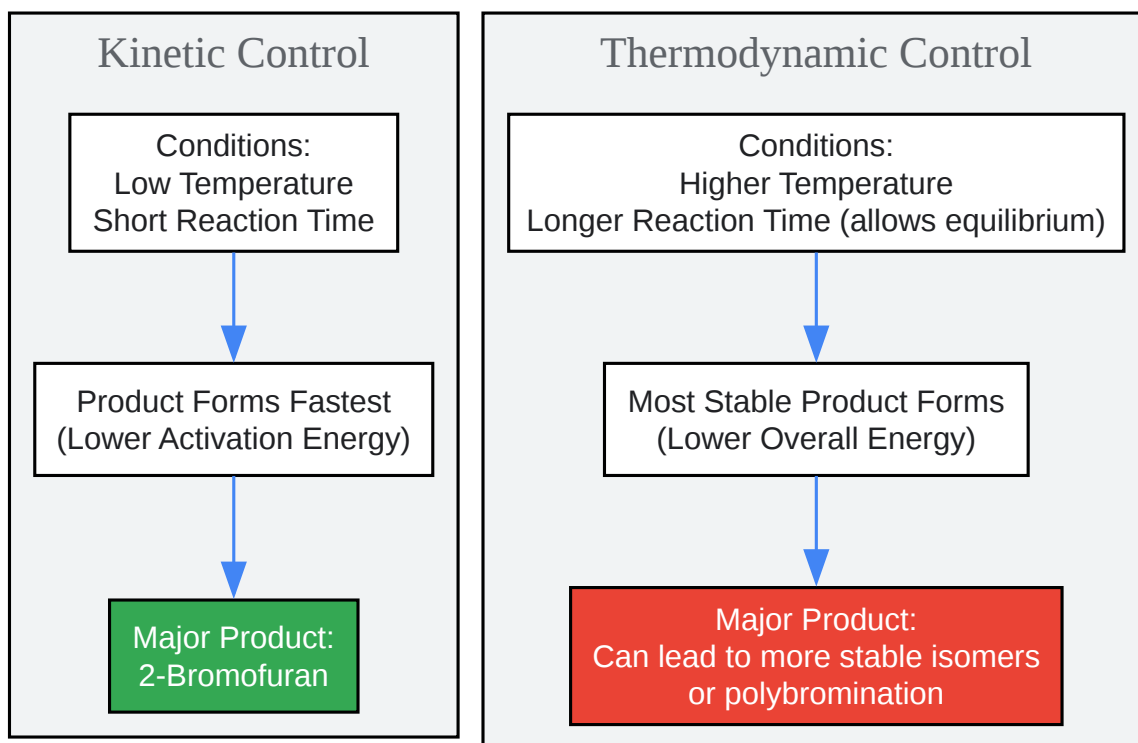 Kinetic Control
Conditions:
Low Temperature
Short Reaction Time
Product Forms Fastest
(Lower Activation Energy)
Major Product:
2-Bromofuran
Thermodynamic Control
Conditions:
Higher Temperature
Longer Reaction Time (allows equilibrium)
Most Stable Product Forms
(Lower Overall Energy)
Major Product:
Can lead to more stable isomers
or polybromination